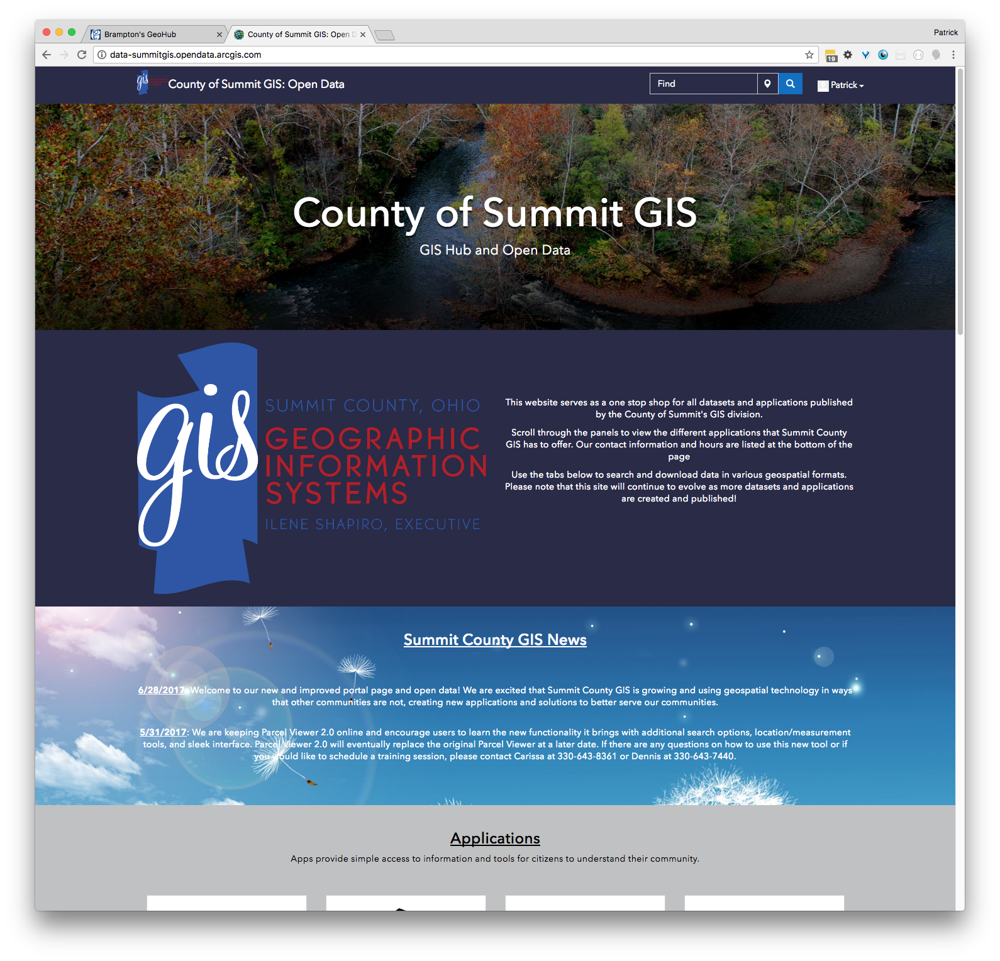 Brampton's GeoHub
County of Summit GIS: Open D
Patrick
data-summitgis.opendata.arcgis.com
19
gis
County of Summit GIS: Open Data
Find
Patrick
County of Summit GIS
GIS Hub and Open Data
gis
SUMMIT COUNTY, OHIO
GEOGRAPHIC
INFORMATION
SYSTEMS
ILENE SHAPIRO, EXECUTIVE
This website serves as a one stop shop for all datasets and applications published
by the County of Summit's GIS division.
Scroll through the panels to view the different applications that Summit County
GIS has to offer. Our contact information and hours are listed at the bottom of the
page
Use the tabs below to search and download data in various geospatial formats.
Please note that this site will continue to evolve as more datasets and applications
are created and published!
Summit County GIS News
6/28/2017: Welcome to our new and improved portal page and open data! We are excited that Summit County GIS is growing and using geospatial technology in ways
that other communities are not, creating new applications and solutions to better serve our communities.
5/31/2017: We are keeping Parcel Viewer 2.0 online and encourage users to learn the new functionality it brings with additional search options, location/measurement
tools, and sleek interface. Parcel Viewer 2.0 will eventually replace the original Parcel Viewer at a later date. If there are any questions on how to use this new tool or if
you would like to schedule a training session, please contact Carissa at 330-643-8361 or Dennis at 330-643-7440.
Applications
Apps provide simple access to information and tools for citizens to understand their community.